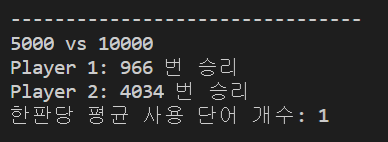 --------------------------------
5000 vs 10000
Player 1: 966 번 승리
Player 2: 4034 번 승리
한판당 평균 사용 단어 개수: 1